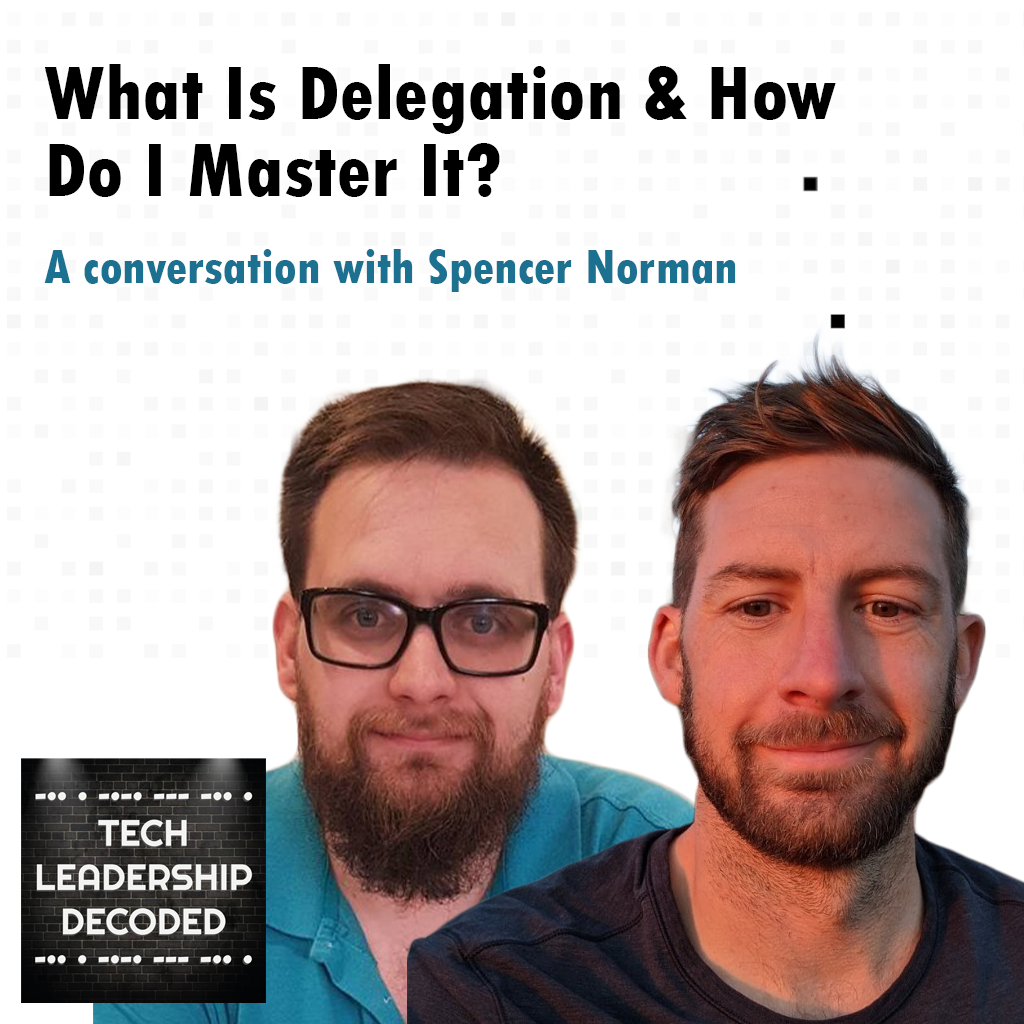 What Is Delegation & How
Do I Master It?
A conversation with Spencer Norman
TECH
LEADERSHIP
DECODED